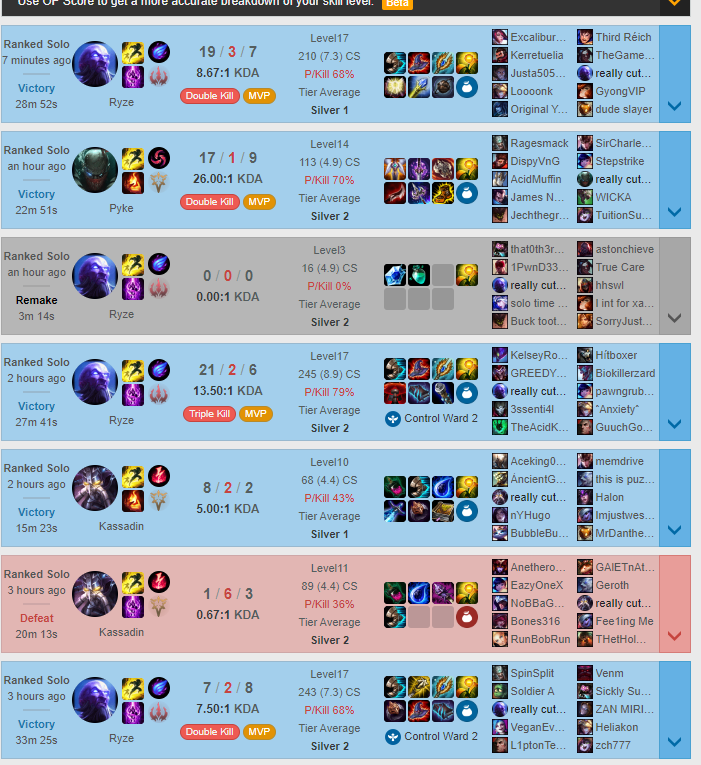 Use OP Score to get a more accurate breakdown of your skill level. Beta
Ranked Solo
7 minutes ago
Victory
28m 52s
Ryze
19 / 3 / 7
8.67:1 KDA
Double Kill MVP
Level17
210 (7.3) CS
P/Kill 68%
Tier Average
Silver 1
Excalibur...
Kerretuelia
Justa505...
Loooonk
Original Y...
Third Réich
TheGame...
really cut...
GyongVIP
dude slayer
Ranked Solo
an hour ago
Victory
22m 51s
Pyke
17 / 1 / 9
26.00:1 KDA
Double Kill MVP
Level14
113 (4.9) CS
P/Kill 70%
Tier Average
Silver 2
Ragesmack
DispyVnG
AcidMuffin
James N...
Jechthegr...
SirCharle...
Stepstrike
really cut...
WICKA
TuitionSu...
Ranked Solo
an hour ago
Remake
3m 14s
Ryze
0 / 0 / 0
0.00:1 KDA
Level3
16 (4.9) CS
P/Kill 0%
Tier Average
Silver 2
that0th3r...
1PwnD33...
really cut...
solo time ...
Buck toot...
astonchieve
True Care
hhswl
I int for xa...
SorryJust...
Ranked Solo
2 hours ago
Victory
27m 41s
Ryze
21 / 2 / 6
13.50:1 KDA
Triple Kill MVP
Level17
245 (8.9) CS
P/Kill 79%
Tier Average
Silver 2
Control Ward 2
KelseyRo...
GREEDY...
really cut...
3ssenti4l
TheAcidK...
Hítboxer
Biokillerzard
pawngrub...
^Anxiety^
GuuchGo...
Ranked Solo
2 hours ago
Victory
15m 23s
Kassadin
8 / 2 / 2
5.00:1 KDA
Level10
68 (4.4) CS
P/Kill 43%
Tier Average
Silver 1
Aceking0...
ÁncientG...
really cut...
nYHugo
BubbleBu...
memdrive
this is puz...
Halon
Imjustwes...
MrDanthe...
Ranked Solo
3 hours ago
Defeat
20m 13s
Kassadin
1 / 6 / 3
0.67:1 KDA
Level11
89 (4.4) CS
P/Kill 36%
Tier Average
Silver 2
Anethero...
EazyOneX
NoBBaG...
Bones316
RunBobRun
GAIETnAt...
Geroth
really cut...
Fee1ing Me
THetHol...
Ranked Solo
3 hours ago
Victory
33m 25s
Ryze
7 / 2 / 8
7.50:1 KDA
Double Kill MVP
Level17
243 (7.3) CS
P/Kill 68%
Tier Average
Silver 2
Control Ward 2
SpinSplit
Soldier A
really cut...
VeganEv...
L1ptonTe...
Venm
Sickly Su...
ZAN MIRI...
Heliakon
zch777